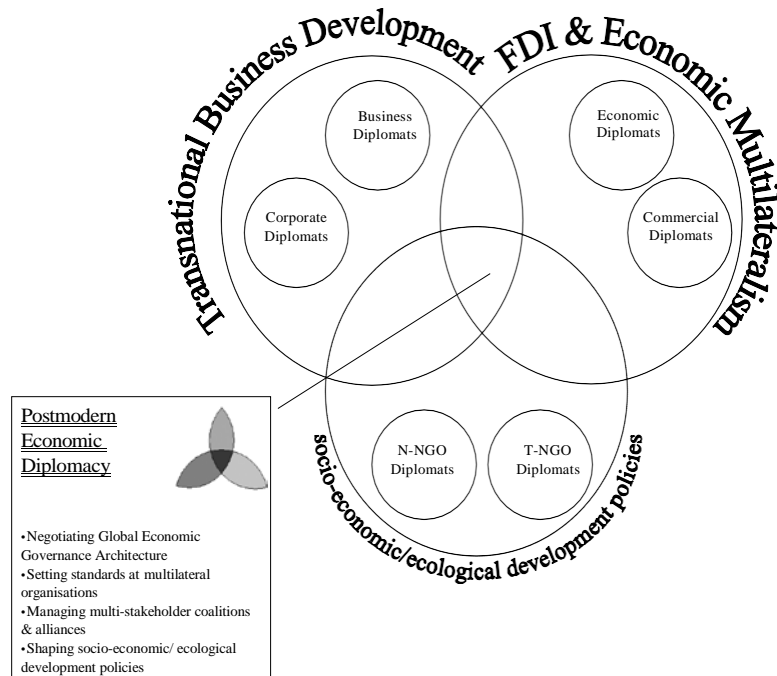 Transnational Business Development
FDI & Economic Multilateralism
Business
Diplomats
Economic
Diplomats
Corporate
Diplomats
Commercial
Diplomats
N-NGO
Diplomats
T-NGO
Diplomats
socio-economic/ecological development policies
Postmodern
Economic
Diplomacy
•Negotiating Global Economic
Governance Architecture
•Setting standards at multilateral
organisations
•Managing multi-stakeholder coalitions
& alliances
•Shaping socio-economic/ ecological
development policies